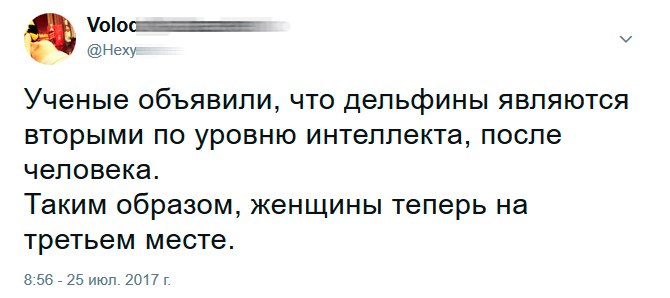 Voloc
@Hexy
Ученые объявили, что дельфины являются
вторыми по уровню интеллекта, после
человека.
Таким образом, женщины теперь на
третьем месте.
8:56 - 25 июл. 2017 г.